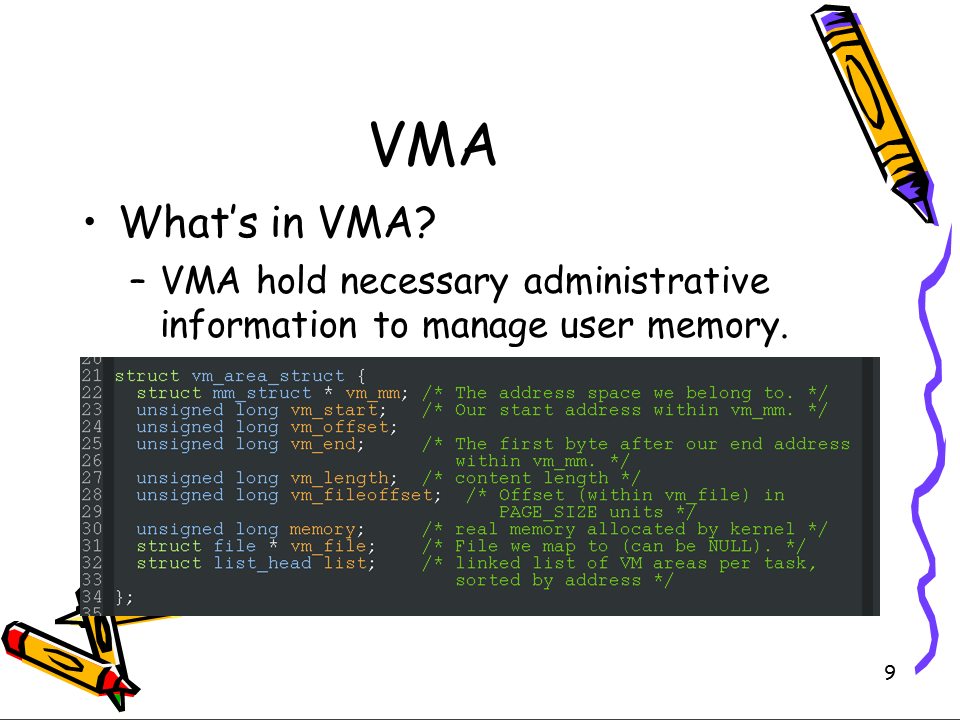 VMA
• What's in VMA?
– VMA hold necessary administrative
information to manage user memory.
20
21 struct vm_area_struct {
22   struct mm_struct * vm_mm; /* The address space we belong to. */
23   unsigned long vm_start;   /* Our start address within vm_mm. */
24   unsigned long vm_offset;
25   unsigned long vm_end;     /* The first byte after our end address
26                                within vm_mm. */
27   unsigned long vm_length;  /* content length */
28   unsigned long vm_fileoffset;  /* Offset (within vm_file) in
29                                    PAGE_SIZE units */
30   unsigned long memory;     /* real memory allocated by kernel */
31   struct file * vm_file;    /* File we map to (can be NULL). */
32   struct list_head list;    /* linked list of VM areas per task,
33                                sorted by address */
34 };
35
9